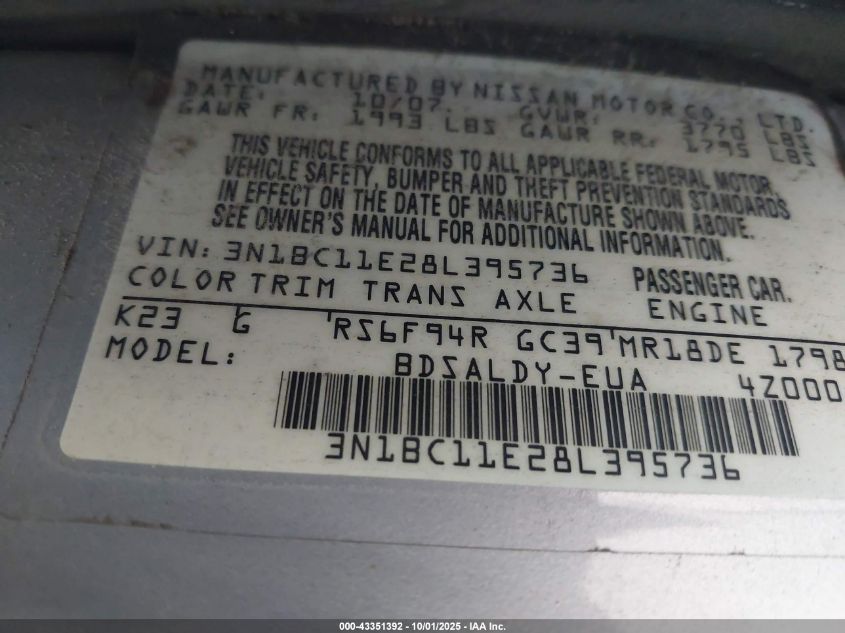 MANUFACTURED BY NISSAN MOTOR CO., LTD.
DATE: 10/07. GVWR: 3770 LBS
GAWR FR: 1993 LBS GAWR RR: 1795 LBS
THIS VEHICLE CONFORMS TO ALL APPLICABLE FEDERAL MOTOR
VEHICLE SAFETY, BUMPER AND THEFT PREVENTION STANDARDS
IN EFFECT ON THE DATE OF MANUFACTURE SHOWN ABOVE.
SEE OWNER'S MANUAL FOR ADDITIONAL INFORMATION.
VIN: 3N1BC11E28L395736 PASSENGER CAR.
COLOR TRIM TRANS AXLE ENGINE
K23 G RS6F94R GC39 MR18DE 1798
MODEL: BDSALDY-EUA 4Z000
3N1BC11E28L395736
000-43351392 - 10/01/2025 - IAA Inc.